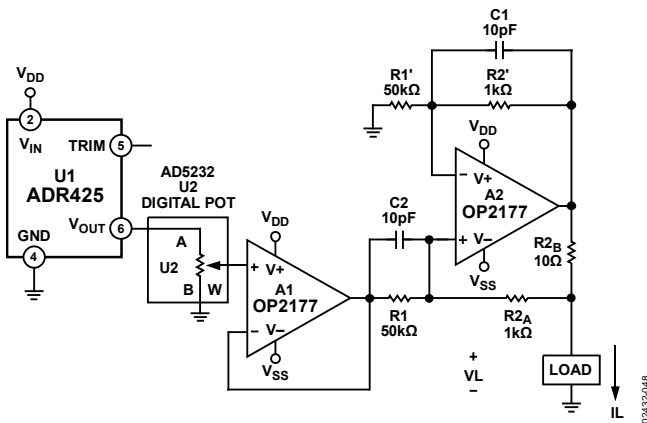 C1
10pF
R1'
50kΩ
R2'
1kΩ
VDD
2
VIN
TRIM
5
U1
ADR425
VOUT
6
GND
4
AD5232
U2
DIGITAL POT
A
U2
B
W
VDD
+
V+
A1
OP2177
−
V−
VSS
C2
10pF
R1
50kΩ
VDD
−
V+
A2
OP2177
+
V−
VSS
R2B
10Ω
R2A
1kΩ
+
VL
−
LOAD
IL
02432-048